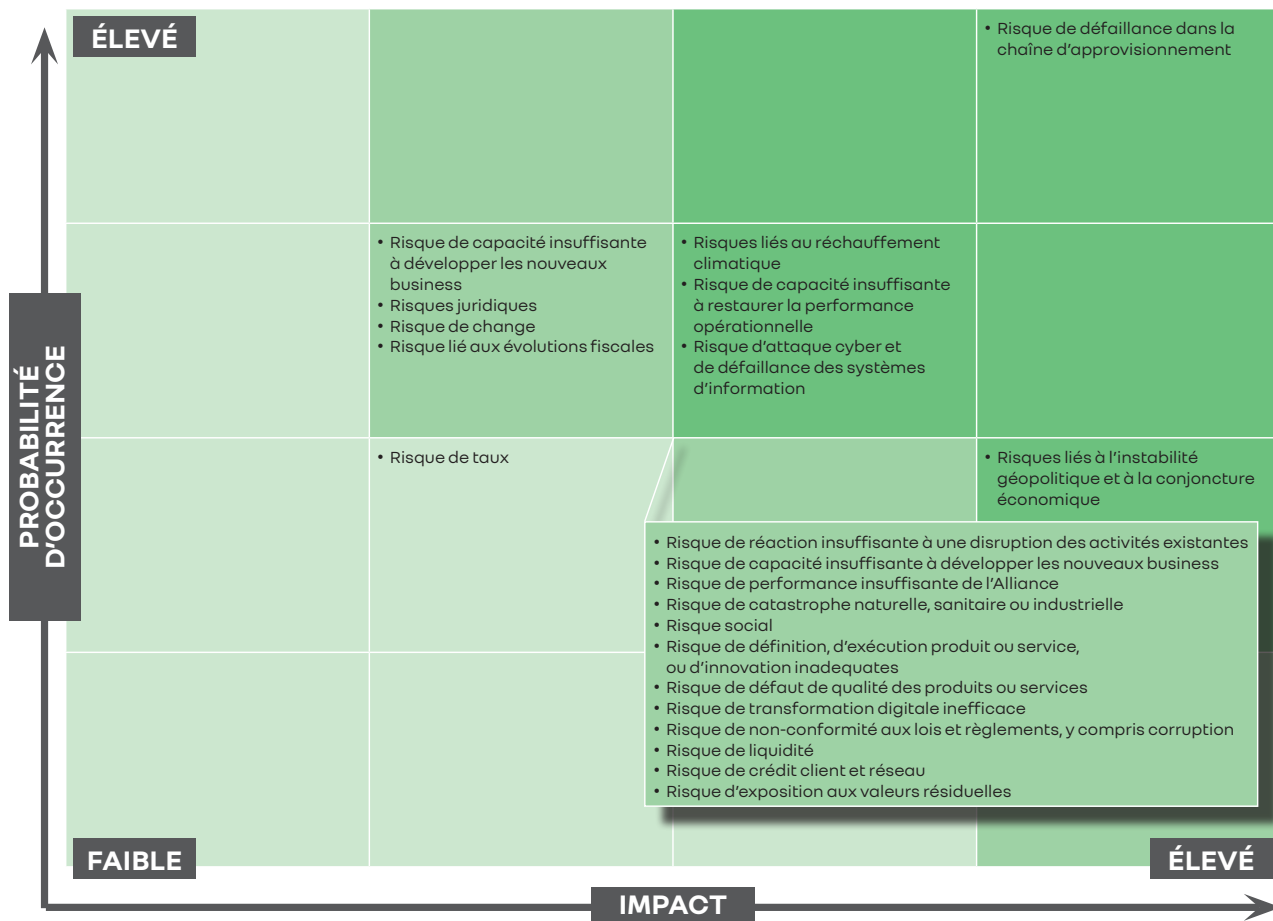 ÉLEVÉ
• Risque de défaillance dans la
chaîne d'approvisionnement
• Risque de capacité insuffisante
à développer les nouveaux
business
• Risques juridiques
• Risque de change
• Risque lié aux évolutions fiscales
• Risques liés au réchauffement
climatique
• Risque de capacité insuffisante
à restaurer la performance
opérationnelle
• Risque d'attaque cyber et
de défaillance des systèmes
d'information
PROBABILITÉ
D'OCCURRENCE
• Risque de taux
• Risques liés à l'instabilité
géopolitique et à la conjoncture
économique
• Risque de réaction insuffisante à une disruption des activités existantes
• Risque de capacité insuffisante à développer les nouveaux business
• Risque de performance insuffisante de l'Alliance
• Risque de catastrophe naturelle, sanitaire ou industrielle
• Risque social
• Risque de définition, d'exécution produit ou service,
ou d'innovation inadequates
• Risque de défaut de qualité des produits ou services
• Risque de transformation digitale inefficace
• Risque de non-conformité aux lois et règlements, y compris corruption
• Risque de liquidité
• Risque de crédit client et réseau
• Risque d'exposition aux valeurs résiduelles
FAIBLE
ÉLEVÉ
IMPACT